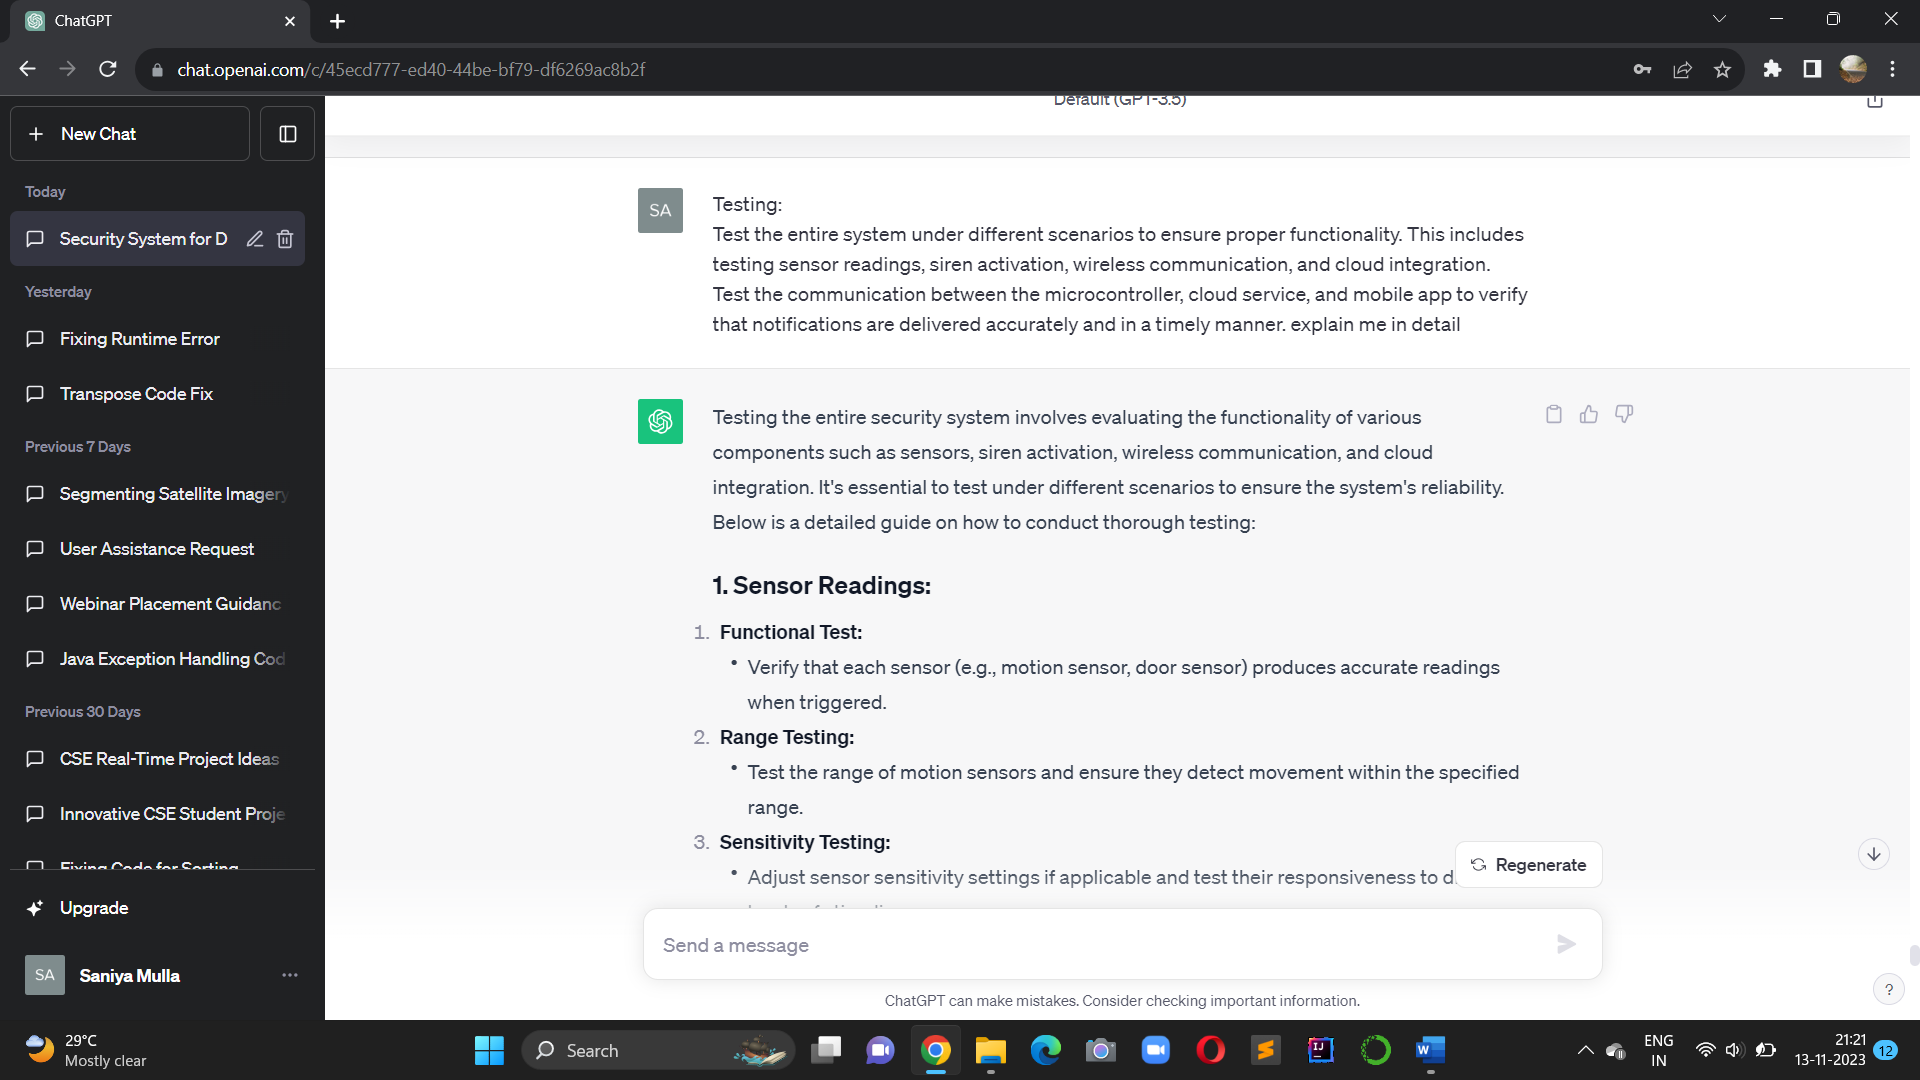 ChatGPT
chat.openai.com/c/45ecd777-ed40-44be-bf79-df6269ac8b2f
New Chat
Today
Security System for D
Yesterday
Fixing Runtime Error
Transpose Code Fix
Previous 7 Days
Segmenting Satellite Imagery
User Assistance Request
Webinar Placement Guidanc
Java Exception Handling Cod
Previous 30 Days
CSE Real-Time Project Ideas
Innovative CSE Student Proje
Fixing Code for Sorting
Upgrade
SA
Saniya Mulla
Default (GPT-3.5)
SA
Testing:
Test the entire system under different scenarios to ensure proper functionality. This includes
testing sensor readings, siren activation, wireless communication, and cloud integration.
Test the communication between the microcontroller, cloud service, and mobile app to verify
that notifications are delivered accurately and in a timely manner. explain me in detail
Testing the entire security system involves evaluating the functionality of various
components such as sensors, siren activation, wireless communication, and cloud
integration. It's essential to test under different scenarios to ensure the system's reliability.
Below is a detailed guide on how to conduct thorough testing:
1. Sensor Readings:
1. Functional Test:
• Verify that each sensor (e.g., motion sensor, door sensor) produces accurate readings
when triggered.
2. Range Testing:
• Test the range of motion sensors and ensure they detect movement within the specified
range.
3. Sensitivity Testing:
• Adjust sensor sensitivity settings if applicable and test their responsiveness to d
Regenerate
Send a message
ChatGPT can make mistakes. Consider checking important information.
?
29°C
Mostly clear
Search
IJ
W
ENG
IN
21:21
13-11-2023
12